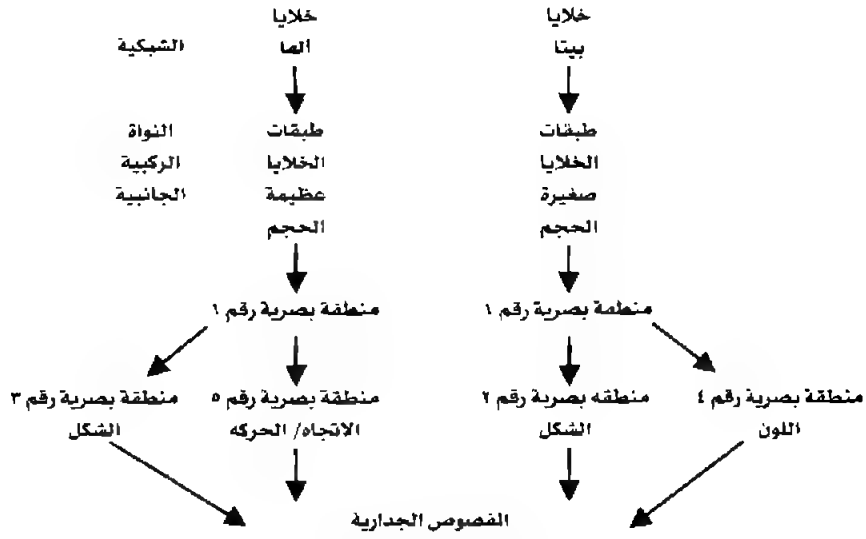 خلايا خلايا
بيتا ألفا الشبكية
طبقات طبقات النواة
الخلايا الخلايا الركبية
صغيرة عظيمة الجانبية
الحجم الحجم
منطقة بصرية رقم ١ منطقة بصرية رقم ١
منطقة بصرية رقم ٤ منطقه بصرية رقم ٢ منطقة بصرية رقم ٥ منطقة بصرية رقم ٣
اللون الشكل الاتجاه/ الحركه الشكل
الفصوص الجدارية